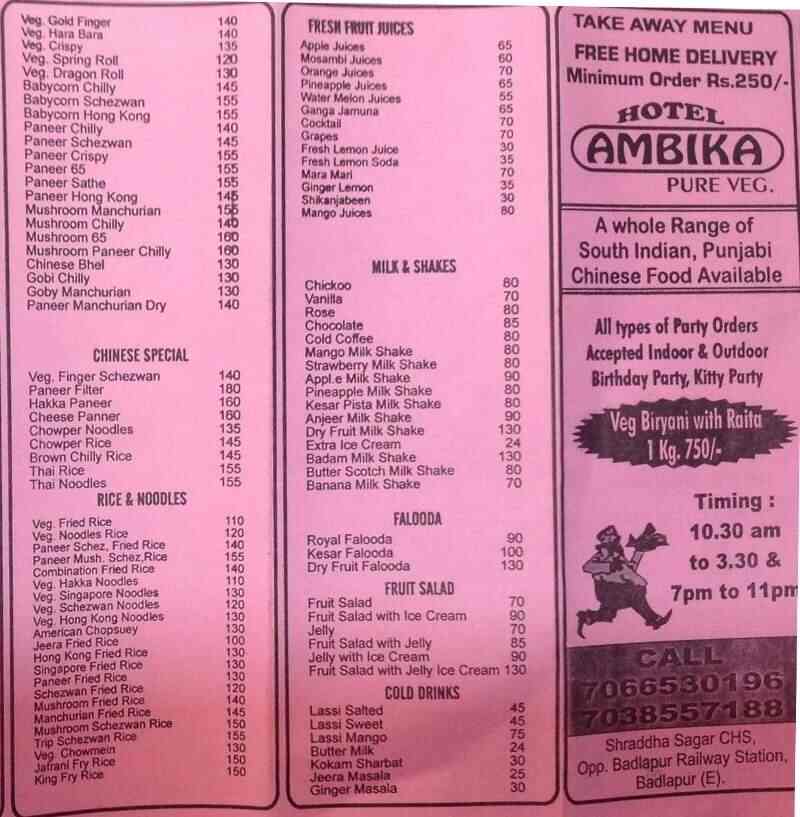 Veg. Gold Finger 140
Veg. Hara Bara 140
Veg. Crispy 135
Veg. Spring Roll 120
Veg. Dragon Roll 130
Babycorn Chilly 145
Babycorn Schezwan 155
Babycorn Hong Kong 155
Paneer Chilly 140
Paneer Schezwan 145
Paneer Crispy 155
Paneer 65 155
Paneer Sathe 155
Paneer Hong Kong 145
Mushroom Manchurian 155
Mushroom Chilly 140
Mushroom 65 160
Mushroom Paneer Chilly 160
Chinese Bhel 130
Gobi Chilly 130
Goby Manchurian 130
Paneer Manchurian Dry 140
CHINESE SPECIAL
Veg. Finger Schezwan 140
Paneer Filter 180
Hakka Paneer 160
Cheese Panner 160
Chowper Noodles 135
Chowper Rice 145
Brown Chilly Rice 145
Thai Rice 155
Thai Noodles 155
RICE & NOODLES
Veg. Fried Rice 110
Veg. Noodles Rice 120
Paneer Schez, Fried Rice 140
Paneer Mush. Schez,Rice 155
Combination Fried Rice 140
Veg. Hakka Noodles 110
Veg. Singapore Noodles 130
Veg. Schezwan Noodles 120
Veg. Hong Kong Noodles 130
American Chopsuey 130
Jeera Fried Rice 100
Hong Kong Fried Rice 130
Singapore Fried Rice 130
Paneer Fried Rice 130
Schezwan Fried Rice 120
Mushroom Fried Rice 140
Manchurian Fried Rice 145
Mushroom Schezwan Rice 150
Trip Schezwan Rice 155
Veg. Chowmein 130
Jafrani Fry Rice 150
King Fry Rice 150
FRESH FRUIT JUICES
Apple Juices 65
Mosambi Juices 60
Orange Juices 70
Pineapple Juices 65
Water Melon Juices 55
Ganga Jamuna 65
Cocktail 70
Grapes 70
Fresh Lemon Juice 30
Fresh Lemon Soda 35
Mara Mari 70
Ginger Lemon 35
Shikanjabeen 30
Mango Juices 80
MILK & SHAKES
Chickoo 80
Vanilla 70
Rose 80
Chocolate 85
Cold Coffee 80
Mango Milk Shake 80
Strawberry Milk Shake 80
Appl.e Milk Shake 90
Pineapple Milk Shake 80
Kesar Pista Milk Shake 80
Anjeer Milk Shake 90
Dry Fruit Milk Shake 130
Extra Ice Cream 24
Badam Milk Shake 130
Butter Scotch Milk Shake 80
Banana Milk Shake 70
FALOODA
Royal Falooda 90
Kesar Falooda 100
Dry Fruit Falooda 130
FRUIT SALAD
Fruit Salad 70
Fruit Salad with Ice Cream 90
Jelly 70
Fruit Salad with Jelly 85
Jelly with Ice Cream 90
Fruit Salad with Jelly Ice Cream 130
COLD DRINKS
Lassi Salted 45
Lassi Sweet 45
Lassi Mango 75
Butter Milk 24
Kokam Sharbat 30
Jeera Masala 25
Ginger Masala 30
TAKE AWAY MENU
FREE HOME DELIVERY
Minimum Order Rs.250/-
HOTEL
AMBIKA
PURE VEG.
A whole Range of
South Indian, Punjabi
Chinese Food Available
All types of Party Orders
Accepted Indoor & Outdoor
Birthday Party, Kitty Party
Veg Biryani with Raita
1 Kg. 750/-
Timing :
10.30 am
to 3.30 &
7pm to 11pm
CALL
7066530196
7038557188
Shraddha Sagar CHS,
Opp. Badlapur Railway Station,
Badlapur (E).